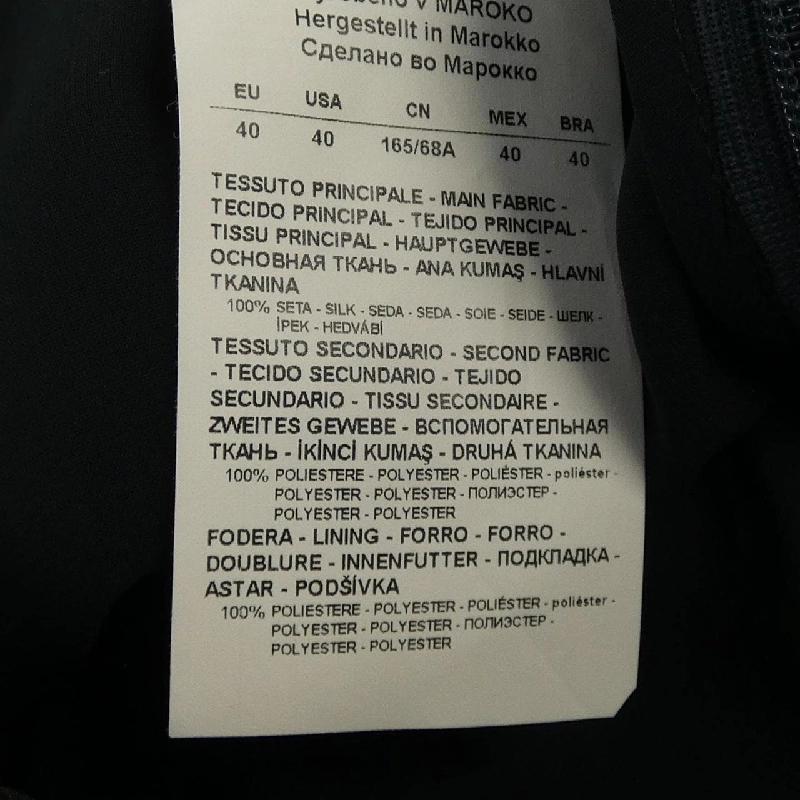 V MAROKO
Hergestellt in Marokko
Сделано во Марокко
EU USA CN MEX BRA
40 40 165/68A 40 40
TESSUTO PRINCIPALE - MAIN FABRIC -
TECIDO PRINCIPAL - TEJIDO PRINCIPAL -
TISSU PRINCIPAL - HAUPTGEWEBE -
ОСНОВНАЯ ТКАНЬ - ANA KUMAŞ - HLAVNÍ
TKANINA
100% SETA - SILK - SEDA - SEDA - SOIE - SEIDE - ШЕЛК -
İPEK - HEDVÁBÍ
TESSUTO SECONDARIO - SECOND FABRIC
- TECIDO SECUNDARIO - TEJIDO
SECUNDARIO - TISSU SECONDAIRE -
ZWEITES GEWEBE - ВСПОМОГАТЕЛЬНАЯ
ТКАНЬ - İKİNCİ KUMAŞ - DRUHÁ TKANINA
100% POLIESTERE - POLYESTER - POLIÉSTER - poliéster -
POLYESTER - POLYESTER - ПОЛИЭСТЕР -
POLYESTER - POLYESTER
FODERA - LINING - FORRO - FORRO -
DOUBLURE - INNENFUTTER - ПОДКЛАДКА -
ASTAR - PODŠÍVKA
100% POLIESTERE - POLYESTER - POLIÉSTER - poliéster -
POLYESTER - POLYESTER - ПОЛИЭСТЕР -
POLYESTER - POLYESTER